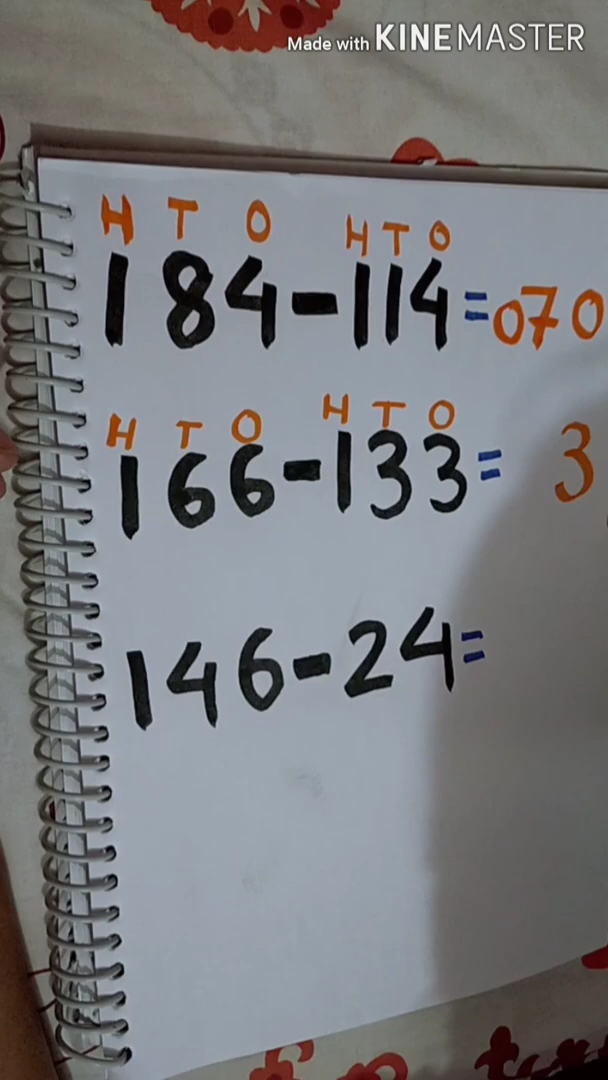 Made with KINEMASTER
H T O H T O
184-114=070
H T O H T O
166-133= 3
146-24=